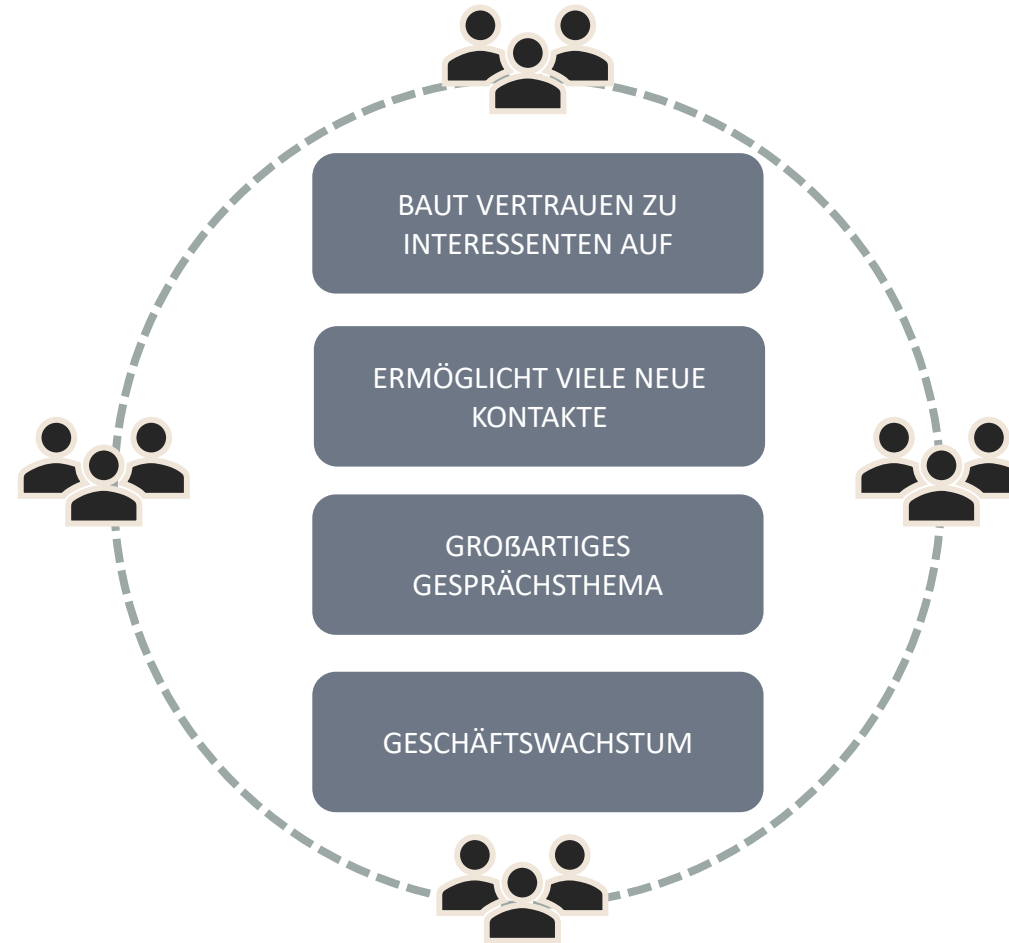 BAUT VERTRAUEN ZU
INTERESSENTEN AUF
ERMÖGLICHT VIELE NEUE
KONTAKTE
GROßARTIGES
GESPRÄCHSTHEMA
GESCHÄFTSWACHSTUM